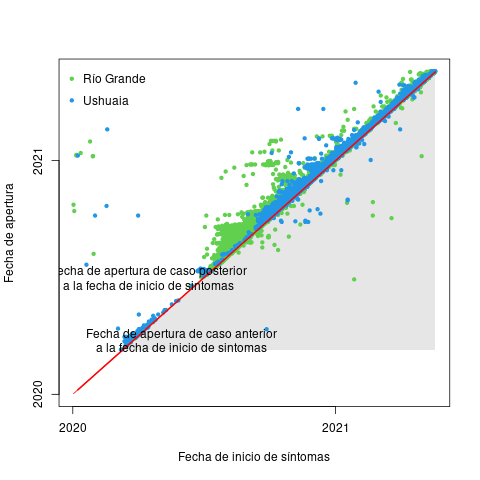 Río Grande
Ushuaia
2021
Fecha de apertura
echa de apertura de caso posterior
a la fecha de inicio de síntomas
Fecha de apertura de caso anterior
a la fecha de inicio de síntomas
2020
2020
2021
Fecha de inicio de síntomas